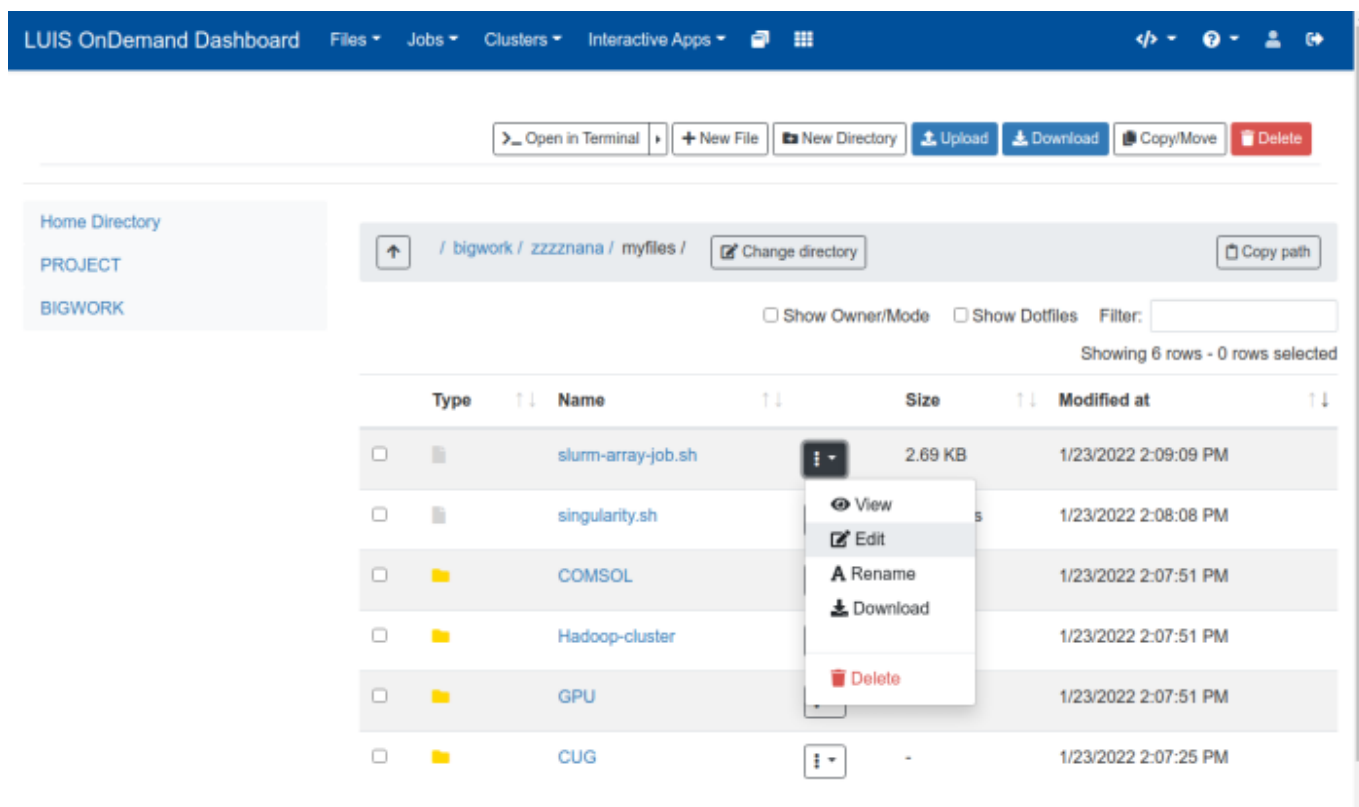 LUIS OnDemand Dashboard Files Jobs Clusters Interactive Apps
Open in Terminal New File New Directory Upload Download Copy/Move Delete
Home Directory
PROJECT
BIGWORK
/ bigwork / zzzznana / myfiles / Change directory Copy path
Show Owner/Mode Show Dotfiles Filter:
Showing 6 rows - 0 rows selected
Type Name Size Modified at
slurm-array-job.sh 2.69 KB 1/23/2022 2:09:09 PM
View
singularity.sh s 1/23/2022 2:08:08 PM
Edit
COMSOL Rename 1/23/2022 2:07:51 PM
Download
Hadoop-cluster 1/23/2022 2:07:51 PM
Delete
GPU 1/23/2022 2:07:51 PM
CUG - 1/23/2022 2:07:25 PM